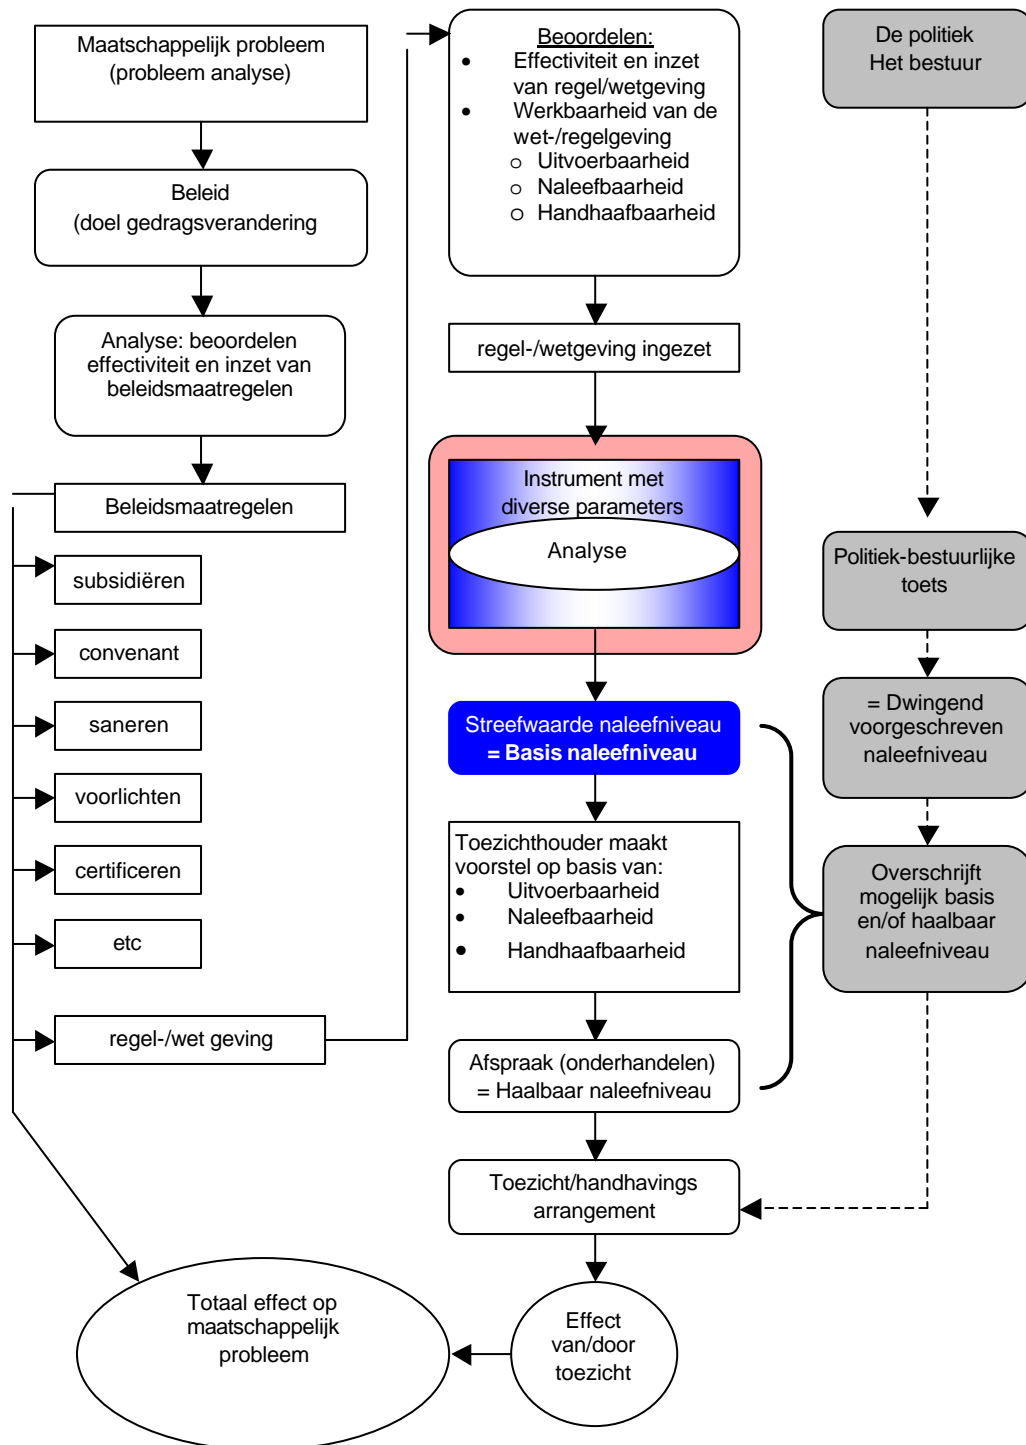 Maatschappelijk probleem
(probleem analyse)
Beleid
(doel gedragsverandering
Analyse: beoordelen
effectiviteit en inzet van
beleidsmaatregelen
Beleidsmaatregelen
subsidiëren
convenant
saneren
voorlichten
certificeren
etc
regel-/wet geving
Totaal effect op
maatschappelijk
probleem
Beoordelen:
• Effectiviteit en inzet
van regel/wetgeving
• Werkbaarheid van de
wet-/regelgeving
o Uitvoerbaarheid
o Naleefbaarheid
o Handhaafbaarheid
regel-/wetgeving ingezet
Instrument met
diverse parameters
Analyse
Streefwaarde naleefniveau
= Basis naleefniveau
Toezichthouder maakt
voorstel op basis van:
• Uitvoerbaarheid
• Naleefbaarheid
• Handhaafbaarheid
Afspraak (onderhandelen)
= Haalbaar naleefniveau
Toezicht/handhavings
arrangement
Effect
van/door
toezicht
De politiek
Het bestuur
Politiek-bestuurlijke
toets
= Dwingend
voorgeschreven
naleefniveau
Overschrijft
mogelijk basis
en/of haalbaar
naleefniveau